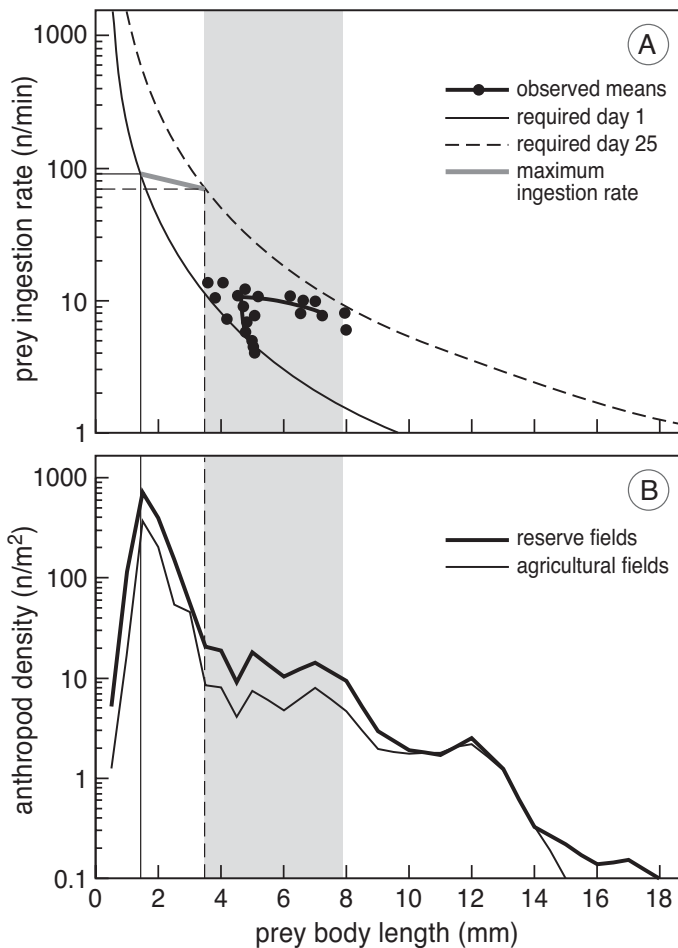 A
1000
100
10
1
prey ingestion rate (n/min)
observed means
required day 1
required day 25
maximum
ingestion rate
B
1000
100
10
1
0.1
anthropod density (n/m²)
reserve fields
agricultural fields
0 2 4 6 8 10 12 14 16 18
prey body length (mm)